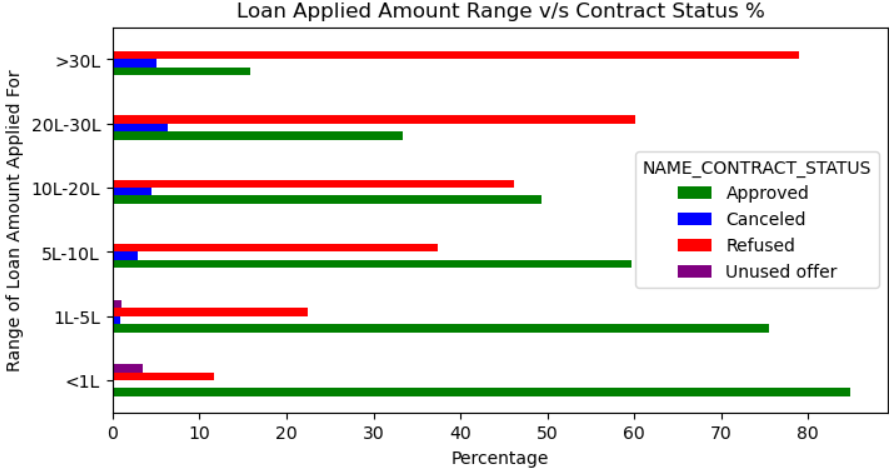 Loan Applied Amount Range v/s Contract Status %
Range of Loan Amount Applied For
>30L
20L-30L
10L-20L
5L-10L
1L-5L
<1L
NAME_CONTRACT_STATUS
Approved
Canceled
Refused
Unused offer
0 10 20 30 40 50 60 70 80
Percentage